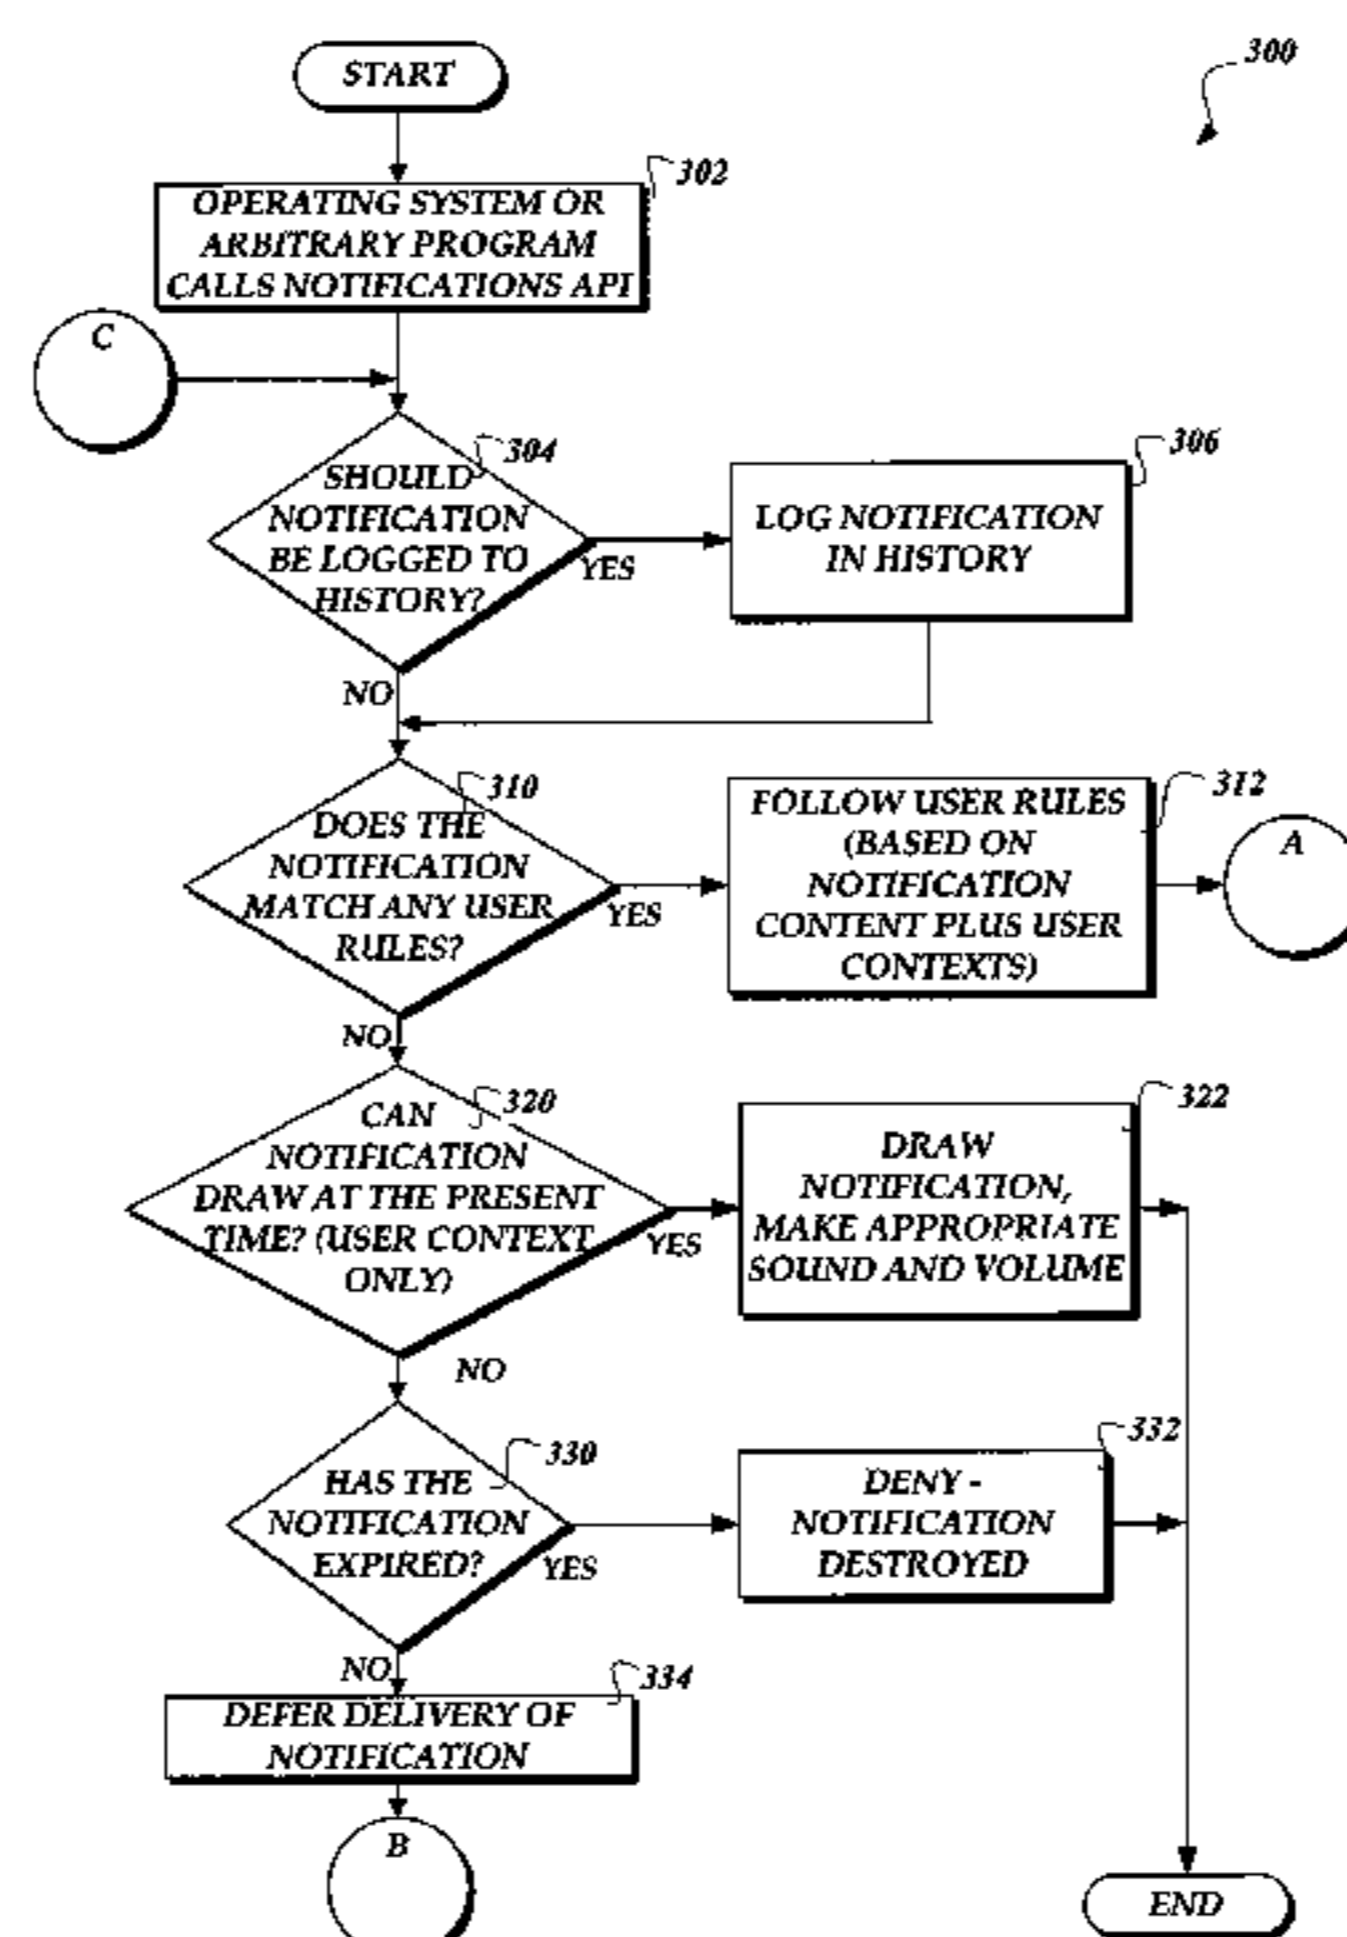 START
300
302
OPERATING SYSTEM OR
ARBITRARY PROGRAM
CALLS NOTIFICATIONS API
C
304
SHOULD
NOTIFICATION
BE LOGGED TO
HISTORY?
YES
NO
306
LOG NOTIFICATION
IN HISTORY
310
DOES THE
NOTIFICATION
MATCH ANY USER
RULES?
YES
NO
312
FOLLOW USER RULES
(BASED ON
NOTIFICATION
CONTENT PLUS USER
CONTEXTS)
A
320
CAN
NOTIFICATION
DRAW AT THE PRESENT
TIME? (USER CONTEXT
ONLY)
YES
NO
322
DRAW
NOTIFICATION,
MAKE APPROPRIATE
SOUND AND VOLUME
330
HAS THE
NOTIFICATION
EXPIRED?
YES
NO
332
DENY -
NOTIFICATION
DESTROYED
334
DEFER DELIVERY OF
NOTIFICATION
B
END